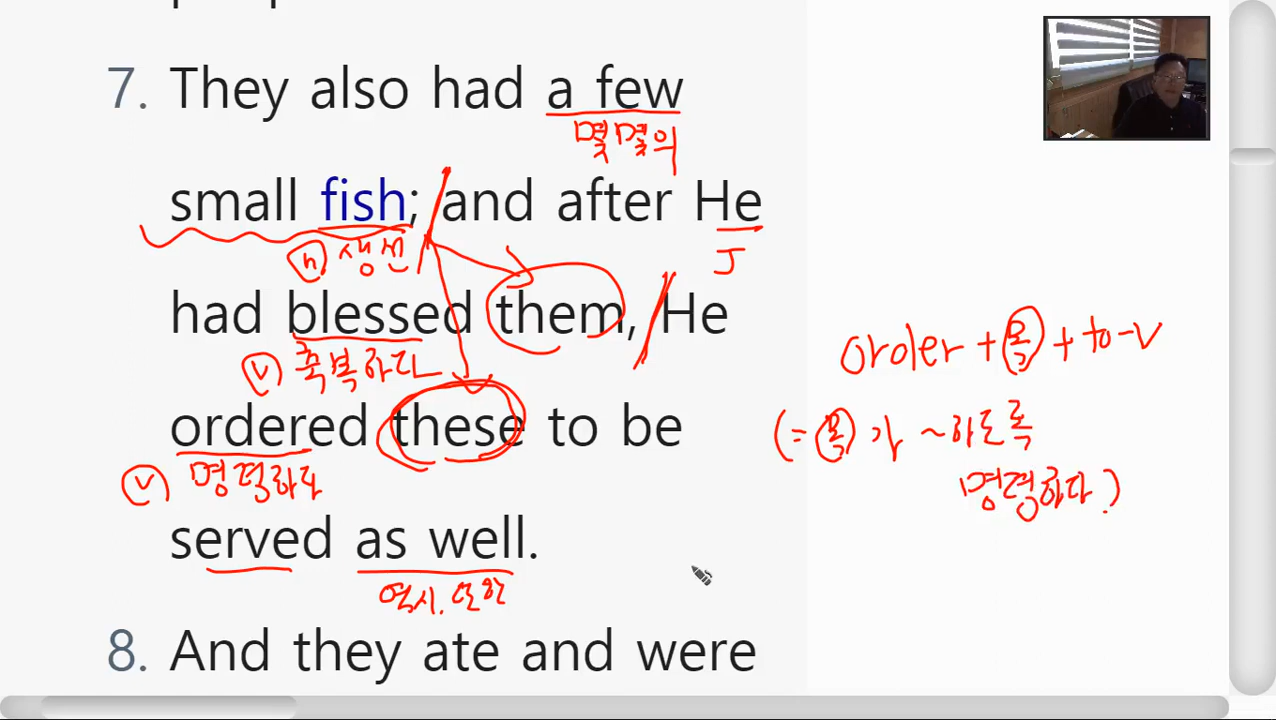 7. They also had a few
몇몇의
small fish; and after He
n 생선 J
had blessed them, He
v 축복하다
order + 목 + to-v
ordered these to be
(= 목 가 ~하도록
v 명령하다
명령하다.)
served as well.
역시, 또한
8. And they ate and were